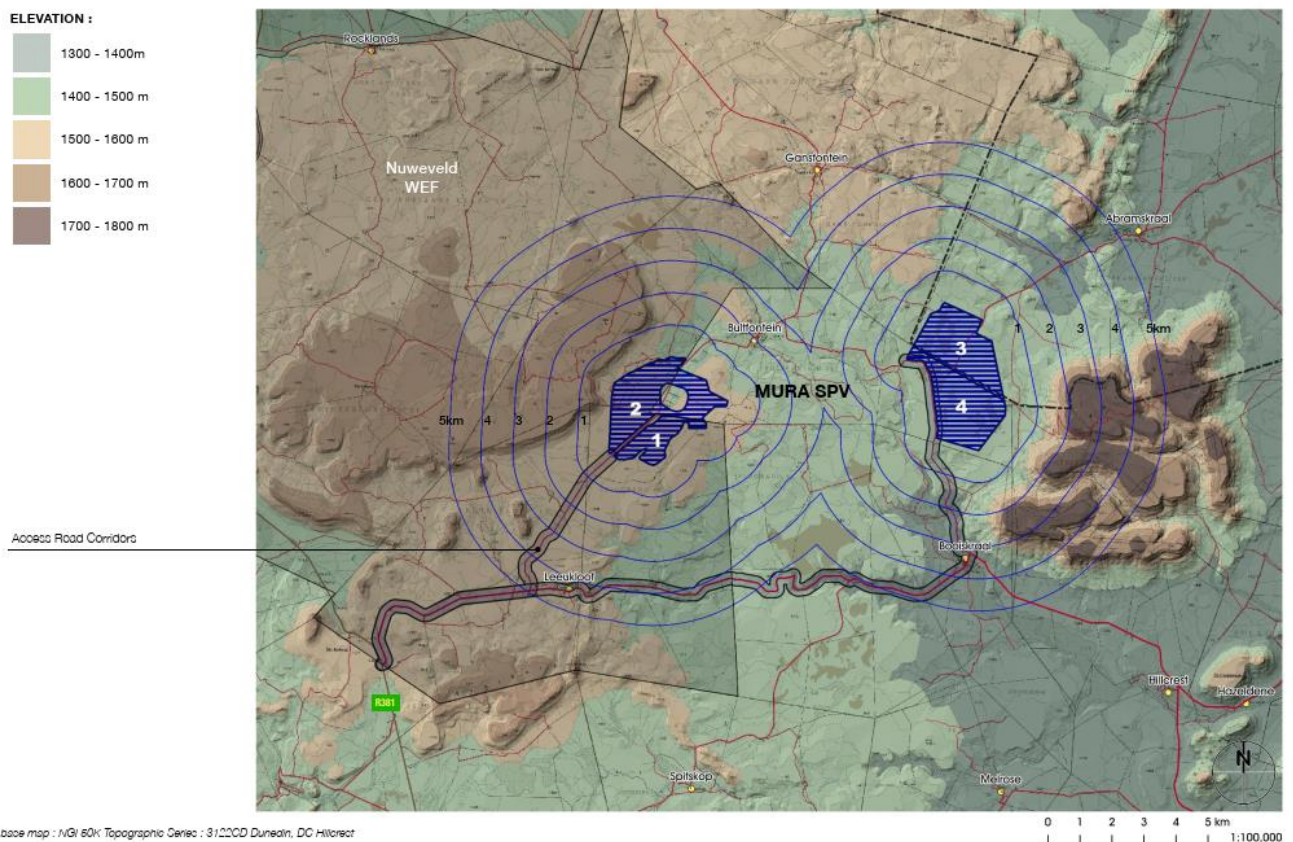 ELEVATION :
1300 - 1400m
1400 - 1500 m
1500 - 1600 m
1600 - 1700 m
1700 - 1800 m
Rocklands
Nuweveld
WEF
Gansfontein
Abramskraal
Bultfontein
MURA SPV
1 2 3 4 5km
3
4
2
1
5km 4 3 2 1
Access Road Corridors
Booiskraal
Leeukloof
R381
Hillcrest
Hazeldene
Spitskop
Melrose
N
base map : NGI 50K Topographic Series : 3122CD Dunedin, DC Hillcrest
0 1 2 3 4 5 km
1:100,000